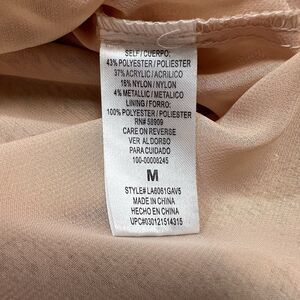 SELF/CUERPO:
43% POLYESTER / POLIESTER
37% ACRYLIC / ACRILICO
16% NYLON / NYLON
4% METALLIC / METALICO
LINING / FORRO:
100% POLYESTER / POLIESTER
RN# 58909
CARE ON REVERSE
VER AL DORSO
PARA CUIDADO
100-00008245
M
STYLE# LA6061GAV5
MADE IN CHINA
HECHO EN CHINA
UPC#030121514315